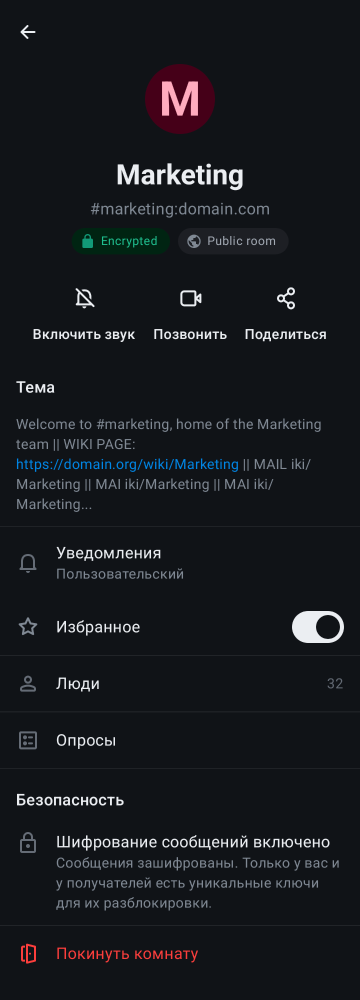 M
Marketing
#marketing:domain.com
Encrypted
Public room
Включить звук
Позвонить
Поделиться
Тема
Welcome to #marketing, home of the Marketing
team || WIKI PAGE:
https://domain.org/wiki/Marketing || MAIL iki/
Marketing || MAI iki/Marketing || MAI iki/
Marketing...
Уведомления
Пользовательский
Избранное
Люди
32
Опросы
Безопасность
Шифрование сообщений включено
Сообщения зашифрованы. Только у вас и
у получателей есть уникальные ключи
для их разблокировки.
Покинуть комнату